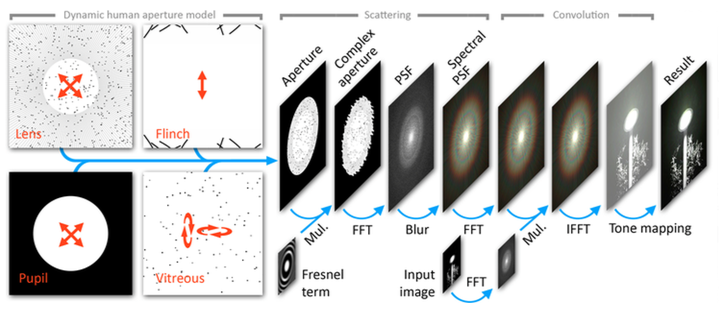 Dynamic human aperture model
Scattering
Convolution
Lens
Flinch
Pupil
Vitreous
Aperture
Complex
aperture
PSF
Spectral
PSF
Result
Mul.
FFT
Blur
FFT
Mul.
IFFT
Tone mapping
Fresnel
term
Input
image
FFT